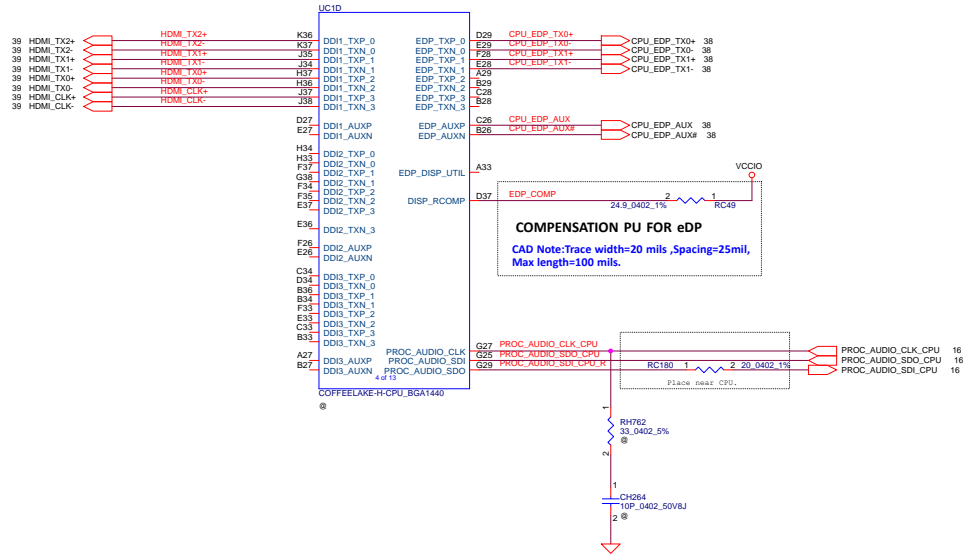 UC1D
39 HDMI_TX2+ HDMI_TX2+ K36 DDI1_TXP_0 EDP_TXP_0 D29 CPU_EDP_TX0+ CPU_EDP_TX0+ 38
39 HDMI_TX2- HDMI_TX2- K37 DDI1_TXN_0 EDP_TXN_0 E29 CPU_EDP_TX0- CPU_EDP_TX0- 38
39 HDMI_TX1+ HDMI_TX1+ J35 DDI1_TXP_1 EDP_TXP_1 F28 CPU_EDP_TX1+ CPU_EDP_TX1+ 38
39 HDMI_TX1- HDMI_TX1- J34 DDI1_TXN_1 EDP_TXN_1 E28 CPU_EDP_TX1- CPU_EDP_TX1- 38
39 HDMI_TX0+ HDMI_TX0+ H37 DDI1_TXP_2 EDP_TXP_2 A29
39 HDMI_TX0- HDMI_TX0- H36 DDI1_TXN_2 EDP_TXN_2 B29
39 HDMI_CLK+ HDMI_CLK+ J37 DDI1_TXP_3 EDP_TXP_3 C28
39 HDMI_CLK- HDMI_CLK- J38 DDI1_TXN_3 EDP_TXN_3 B28
D27 DDI1_AUXP EDP_AUXP C26 CPU_EDP_AUX CPU_EDP_AUX 38
E27 DDI1_AUXN EDP_AUXN B26 CPU_EDP_AUX# CPU_EDP_AUX# 38
H34 DDI2_TXP_0
H33 DDI2_TXN_0
F37 DDI2_TXP_1 EDP_DISP_UTIL A33
G38 DDI2_TXN_1
F34 DDI2_TXP_2
F35 DDI2_TXN_2 DISP_RCOMP D37 EDP_COMP 2 1 VCCIO
24.9_0402_1% RC49
E37 DDI2_TXP_3
E36 DDI2_TXN_3
COMPENSATION PU FOR eDP
CAD Note:Trace width=20 mils ,Spacing=25mil,
Max length=100 mils.
F26 DDI2_AUXP
E26 DDI2_AUXN
C34 DDI3_TXP_0
D34 DDI3_TXN_0
B36 DDI3_TXP_1
B34 DDI3_TXN_1
F33 DDI3_TXP_2
E33 DDI3_TXN_2
C33 DDI3_TXP_3
B33 DDI3_TXN_3
PROC_AUDIO_CLK G27 PROC_AUDIO_CLK_CPU PROC_AUDIO_CLK_CPU 16
A27 DDI3_AUXP PROC_AUDIO_SDI G25 PROC_AUDIO_SDO_CPU PROC_AUDIO_SDO_CPU 16
B27 DDI3_AUXN PROC_AUDIO_SDO G29 PROC_AUDIO_SDI_CPU_R RC180 1 2 20_0402_1% PROC_AUDIO_SDI_CPU 16
4 of 13
Place near CPU.
COFFEELAKE-H-CPU_BGA1440
@
1
RH762
33_0402_5%
@
2
1
CH264
10P_0402_50V8J
2 @